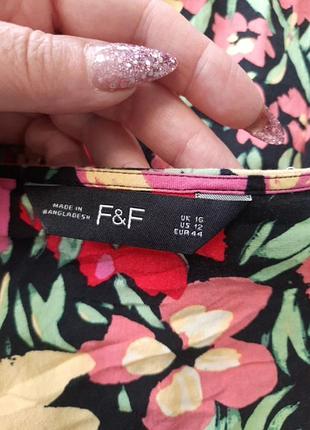 MADE IN
BANGLADESH
F&F
UK 16
US 12
EUR 44